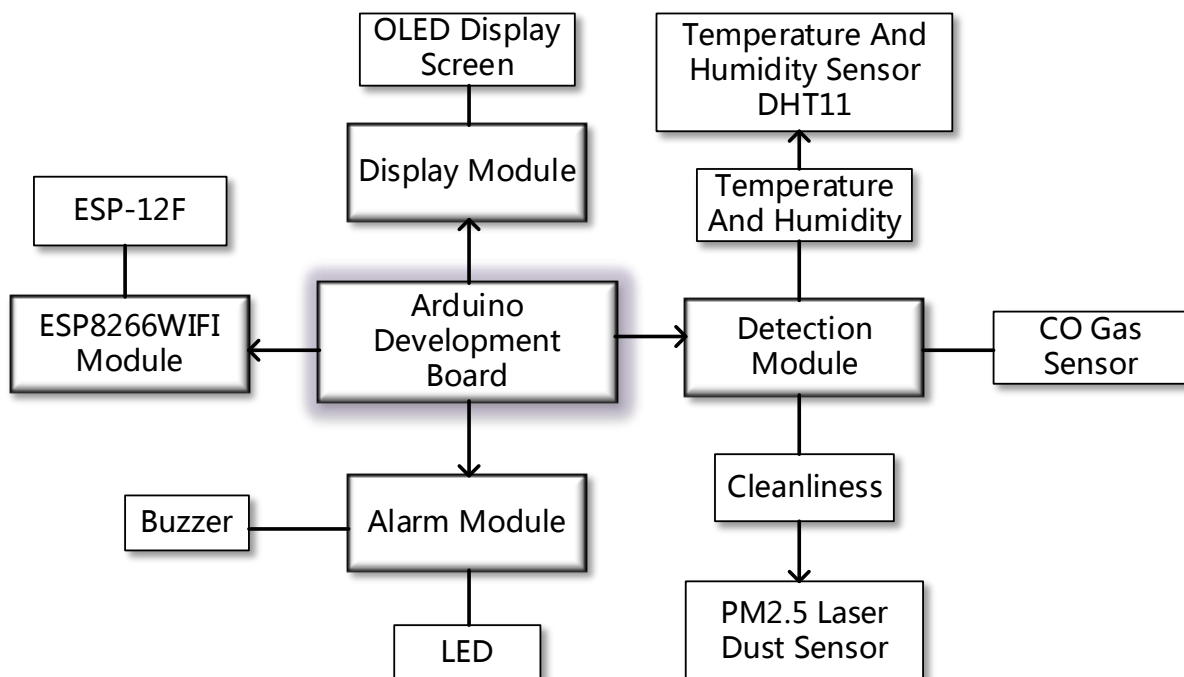 OLED Display
Screen
Temperature And
Humidity Sensor
DHT11
Display Module
ESP-12F
Temperature
And Humidity
ESP8266WIFI
Module
Arduino
Development
Board
Detection
Module
CO Gas
Sensor
Cleanliness
Buzzer
Alarm Module
PM2.5 Laser
Dust Sensor
LED